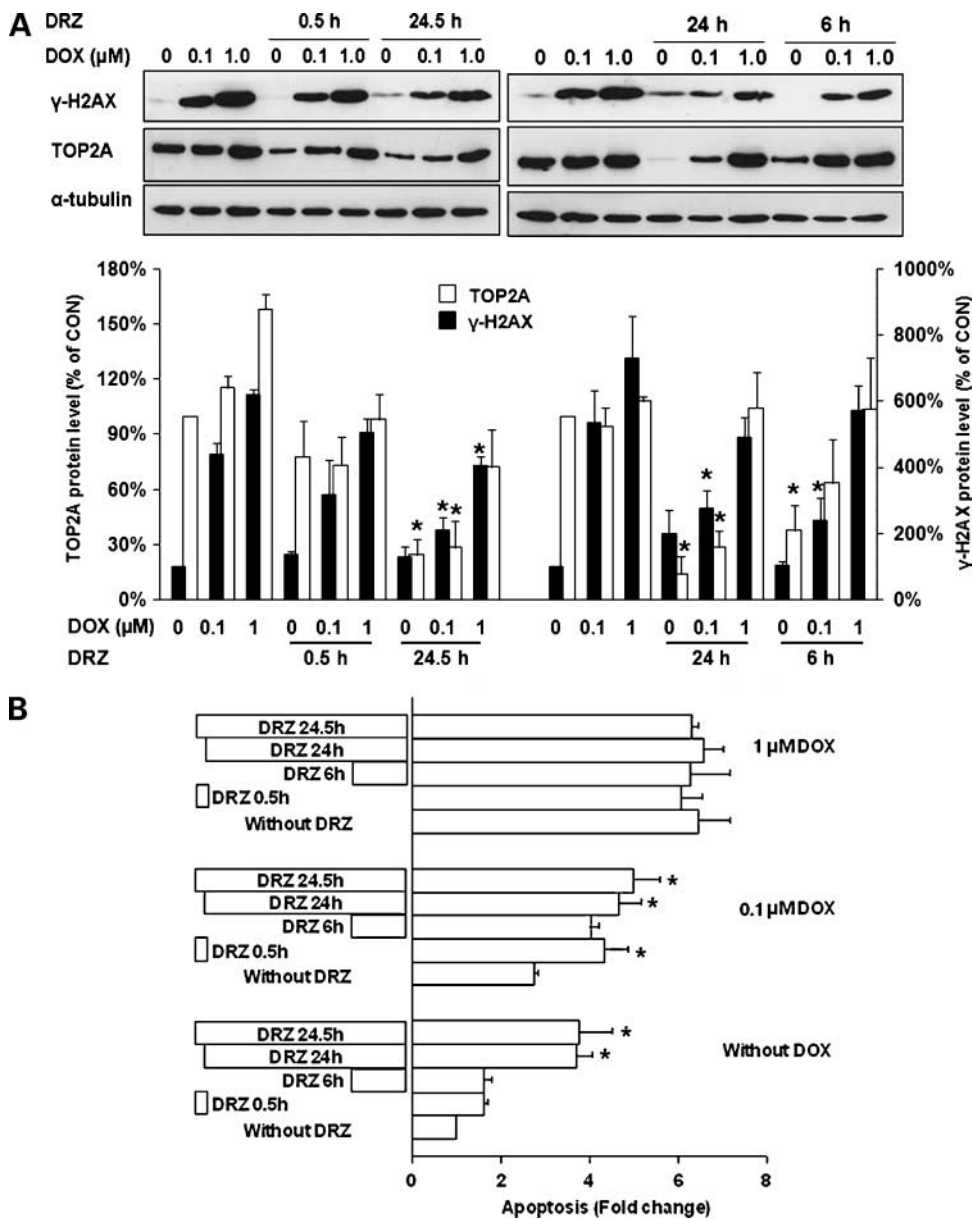 A
DRZ 0.5 h 24.5 h 24 h 6 h
DOX (μM) 0 0.1 1.0 0 0.1 1.0 0 0.1 1.0 0 0.1 1.0 0 0.1 1.0 0 0.1 1.0
γ-H2AX
TOP2A
α-tubulin
TOP2A protein level (% of CON)
180%
150%
120%
90%
60%
30%
0%
TOP2A
γ-H2AX
* * * * *
* * * * *
1000%
800%
600%
400%
200%
0%
γ-H2AX protein level (% of CON)
DOX (μM) 0 0.1 1 0 0.1 1 0 0.1 1 0 0.1 1 0 0.1 1 0 0.1 1
DRZ 0.5 h 24.5 h 24 h 6 h
B
DRZ 24.5h
DRZ 24h 1 μM DOX
DRZ 6h
DRZ 0.5h
Without DRZ
DRZ 24.5h *
DRZ 24h * 0.1 μM DOX
DRZ 6h
DRZ 0.5h *
Without DRZ
DRZ 24.5h *
DRZ 24h * Without DOX
DRZ 6h
DRZ 0.5h
Without DRZ
0 2 4 6 8
Apoptosis (Fold change)